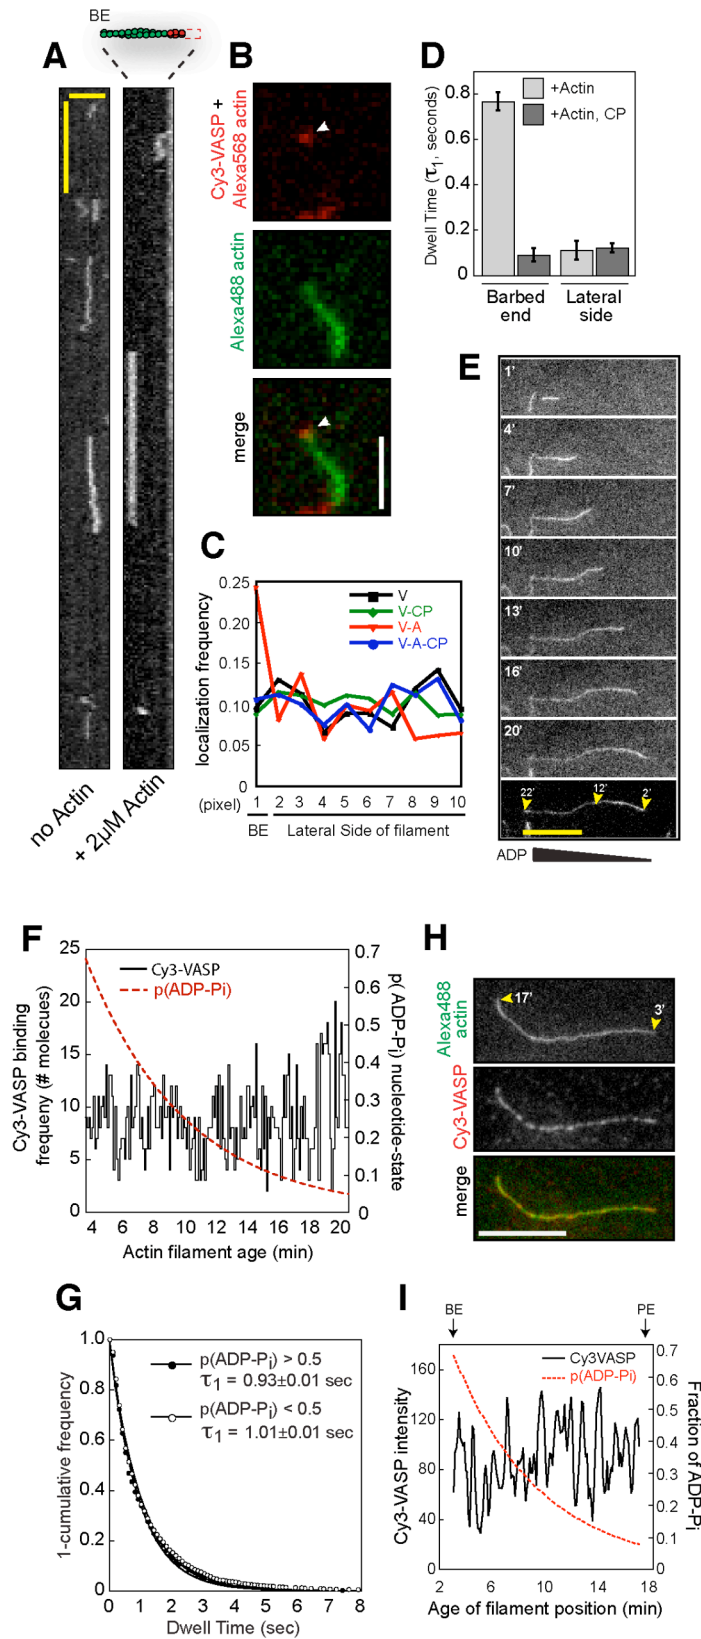 BE
A
no Actin
+ 2µM Actin
B
Cy3-VASP +
Alexa568 actin
Alexa488 actin
merge
C
localization frequency
0.25
0.20
0.15
0.10
0.05
0
V
V-CP
V-A
V-A-CP
(pixel) 1 2 3 4 5 6 7 8 9 10
BE Lateral Side of filament
D
Dwell Time (τ1, seconds)
0.8
0.6
0.4
0.2
0
+Actin
+Actin, CP
Barbed
end
Lateral
side
E
1'
4'
7'
10'
13'
16'
20'
22' 12' 2'
ADP
F
Cy3-VASP binding
frequeny (# molecues)
25
20
15
10
5
0
Cy3-VASP
p(ADP-Pi)
0.7
0.6
0.5
0.4
0.3
0.2
0.1
0
p( ADP-Pi) nucleotide-state
4 6 8 10 12 14 16 18 20
Actin filament age (min)
G
1-cumulative frequency
1.0
0.8
0.6
0.4
0.2
0
p(ADP-Pi) > 0.5
τ1 = 0.93±0.01 sec
p(ADP-Pi) < 0.5
τ1 = 1.01±0.01 sec
0 1 2 3 4 5 6 7 8
Dwell Time (sec)
H
Alexa488
actin
17' 3'
Cy3-VASP
merge
I
BE PE
Cy3-VASP intensity
160
120
80
40
0
Cy3VASP
p(ADP-Pi)
0.7
0.6
0.5
0.4
0.3
0.2
0.1
0
Fraction of ADP-Pi
2 6 10 14 18
Age of filament position (min)